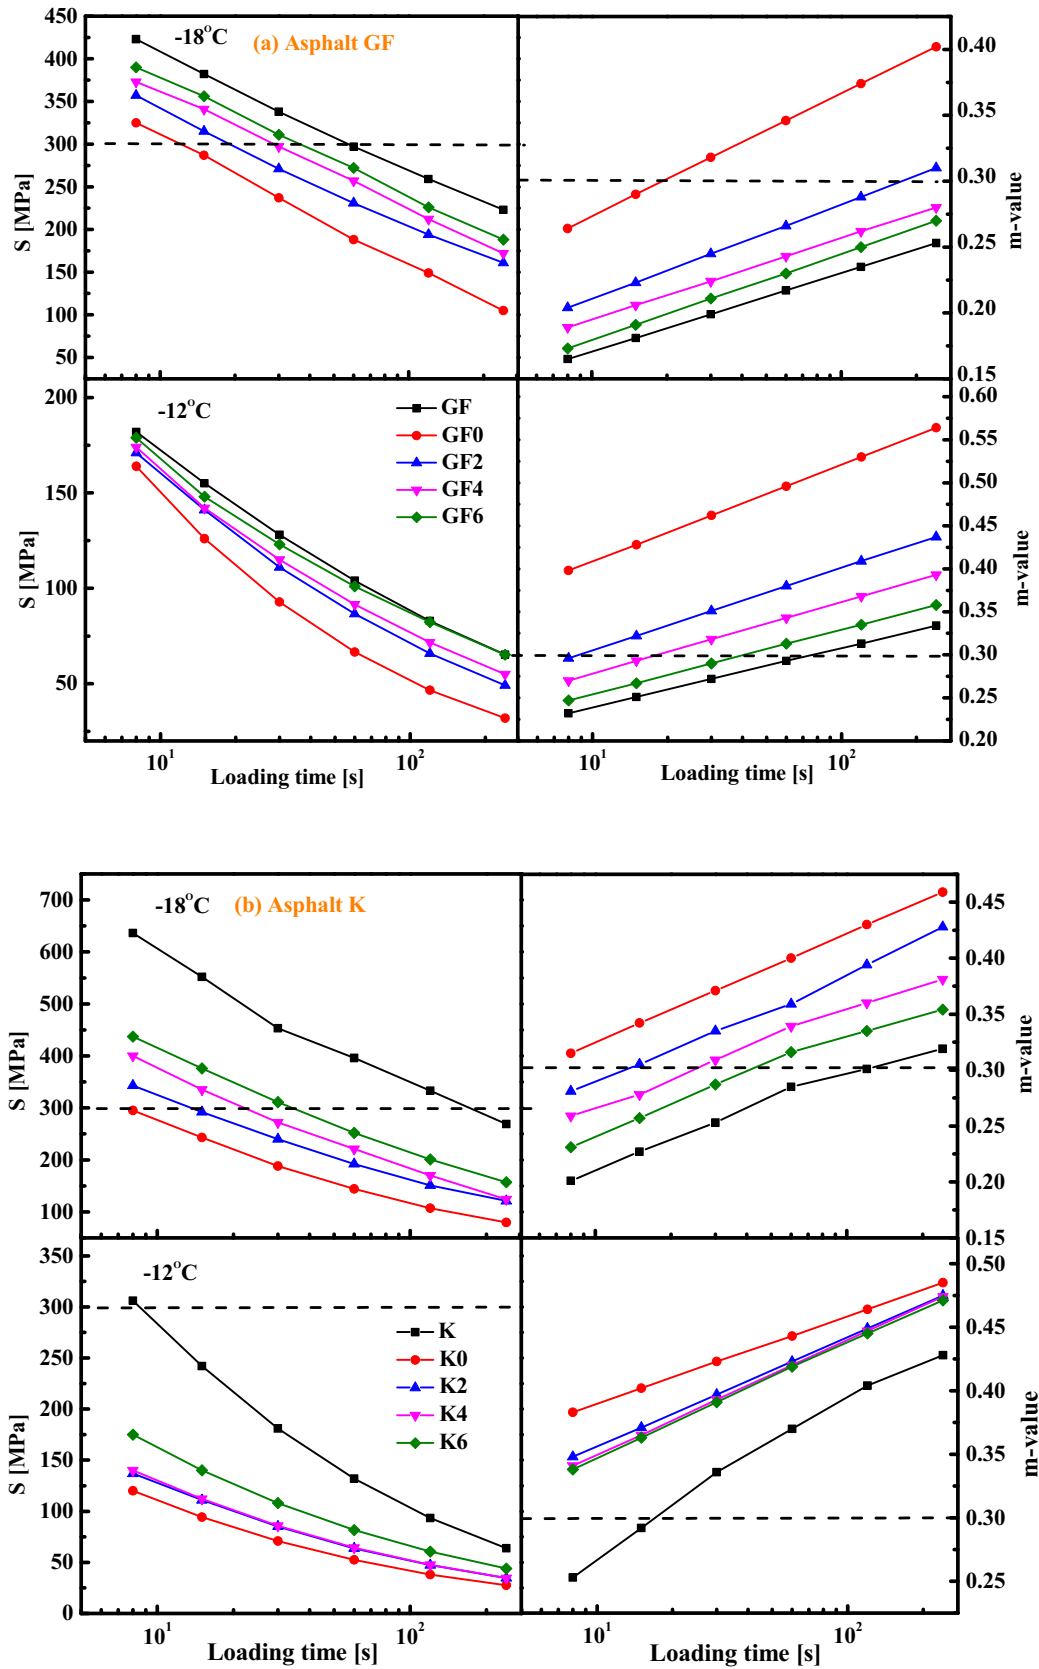 -18°C (a) Asphalt GF
450
400
350
300
250
200
150
100
50
S [MPa]
0.40
0.35
0.30
0.25
0.20
0.15
m-value
-12°C
GF
GF0
GF2
GF4
GF6
200
150
100
50
S [MPa]
0.60
0.55
0.50
0.45
0.40
0.35
0.30
0.25
0.20
m-value
10¹ 10² 10¹ 10²
Loading time [s] Loading time [s]
-18°C (b) Asphalt K
700
600
500
400
300
200
100
S [MPa]
0.45
0.40
0.35
0.30
0.25
0.20
0.15
m-value
-12°C
K
K0
K2
K4
K6
350
300
250
200
150
100
50
0
S [MPa]
0.50
0.45
0.40
0.35
0.30
0.25
m-value
10¹ 10² 10¹ 10²
Loading time [s] Loading time [s]